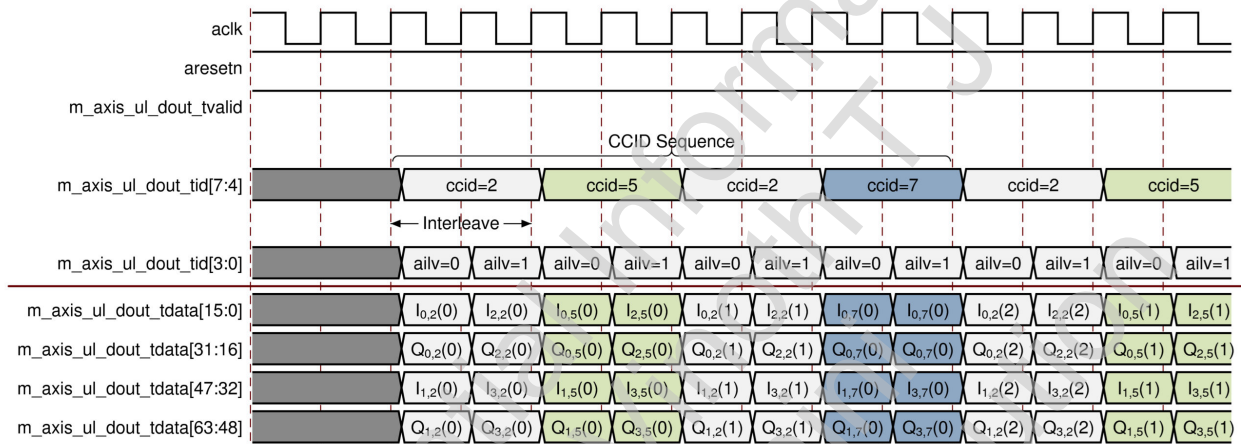 aclk
aresetn
m_axis_ul_dout_tvalid
CCID Sequence
m_axis_ul_dout_tid[7:4] ccid=2 ccid=5 ccid=2 ccid=7 ccid=2 ccid=5
Interleave
m_axis_ul_dout_tid[3:0] ailv=0 ailv=1 ailv=0 ailv=1 ailv=0 ailv=1 ailv=0 ailv=1 ailv=0 ailv=1 ailv=0 ailv=1
m_axis_ul_dout_tdata[15:0] I0,2(0) I2,2(0) I0,5(0) I2,5(0) I0,2(1) I2,2(1) I0,7(0) I0,7(0) I0,2(2) I2,2(2) I0,5(1) I2,5(1)
m_axis_ul_dout_tdata[31:16] Q0,2(0) Q2,2(0) Q0,5(0) Q2,5(0) Q0,2(1) Q2,2(1) Q0,7(0) Q0,7(0) Q0,2(2) Q2,2(2) Q0,5(1) Q2,5(1)
m_axis_ul_dout_tdata[47:32] I1,2(0) I3,2(0) I1,5(0) I3,5(0) I1,2(1) I3,2(1) I1,7(0) I3,7(0) I1,2(2) I3,2(2) I1,5(1) I3,5(1)
m_axis_ul_dout_tdata[63:48] Q1,2(0) Q3,2(0) Q1,5(0) Q3,5(0) Q1,2(1) Q3,2(1) Q1,7(0) Q3,7(0) Q1,2(2) Q3,2(2) Q1,5(1) Q3,5(1)